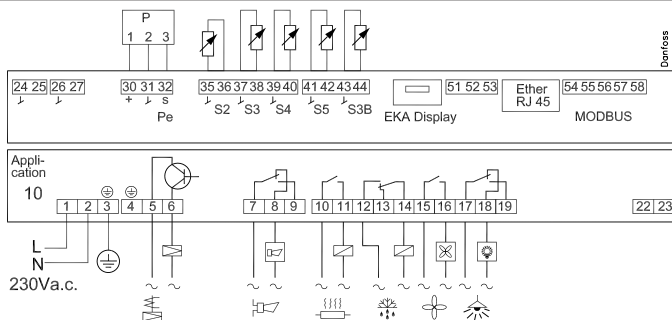 P
1 2 3
Danfoss
24 25 26 27 30 31 32 35 36 37 38 39 40 41 42 43 44 51 52 53 54 55 56 57 58
+ s S2 S3 S4 S5 S3B
Pe
EKA Display
Ether
RJ 45
MODBUS
Appli-
cation
10
1 2 3 4 5 6 7 8 9 10 11 12 13 14 15 16 17 18 19 22 23
L
N
230Va.c.